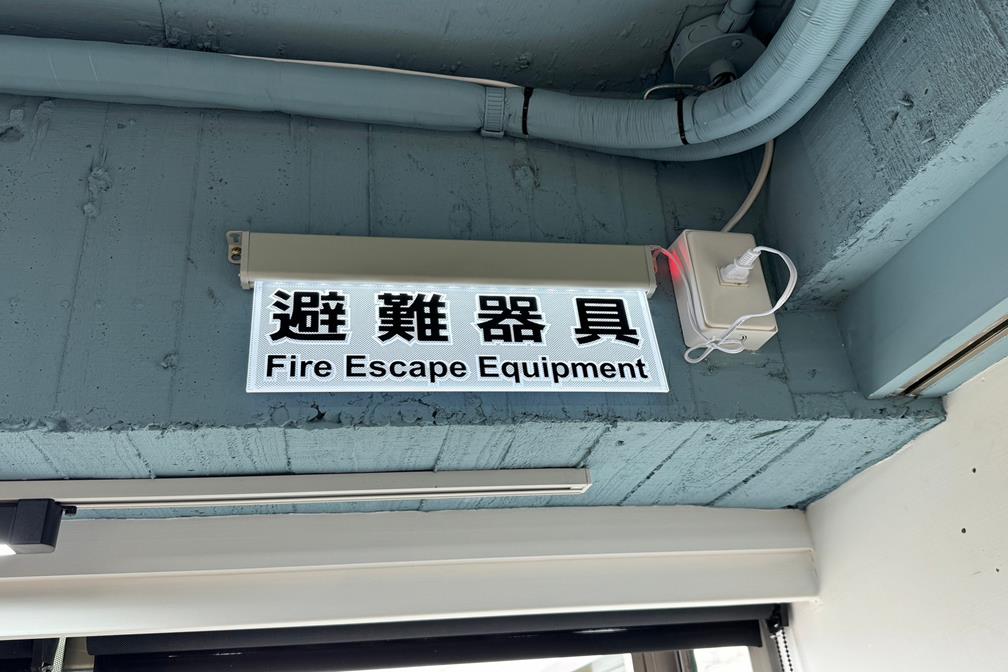 避難器具
Fire Escape Equipment